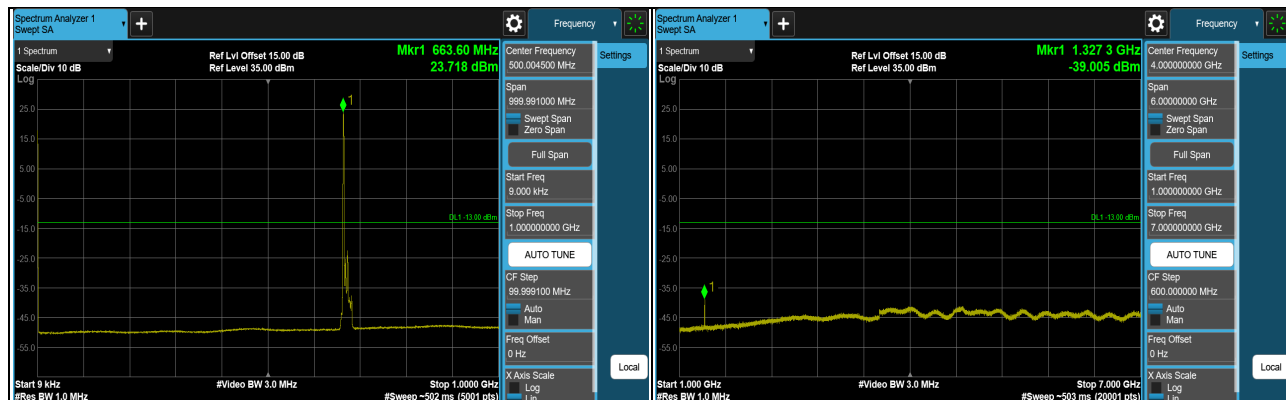 Spectrum Analyzer 1
Swept SA
+
Frequency
1 Spectrum
Scale/Div 10 dB
Log
Ref Lvl Offset 15.00 dB
Ref Level 35.00 dBm
Mkr1 663.60 MHz
23.718 dBm
1
25.0
15.0
5.00
-5.00
-15.0
-25.0
-35.0
-45.0
-55.0
DL1 -13.00 dBm
Start 9 kHz
#Res BW 1.0 MHz
#Video BW 3.0 MHz
Stop 1.0000 GHz
#Sweep ~502 ms (5001 pts)
Center Frequency
500.004500 MHz
Settings
Span
999.991000 MHz
Swept Span
Zero Span
Full Span
Start Freq
9.000 kHz
Stop Freq
1.000000000 GHz
AUTO TUNE
CF Step
99.999100 MHz
Auto
Man
Freq Offset
0 Hz
X Axis Scale
Log
Lin
Local
Spectrum Analyzer 1
Swept SA
+
Frequency
1 Spectrum
Scale/Div 10 dB
Log
Ref Lvl Offset 15.00 dB
Ref Level 35.00 dBm
Mkr1 1.327 3 GHz
-39.005 dBm
1
25.0
15.0
5.00
-5.00
-15.0
-25.0
-35.0
-45.0
-55.0
DL1 -13.00 dBm
Start 1.000 GHz
#Res BW 1.0 MHz
#Video BW 3.0 MHz
Stop 7.000 GHz
#Sweep ~503 ms (20001 pts)
Center Frequency
4.000000000 GHz
Settings
Span
6.00000000 GHz
Swept Span
Zero Span
Full Span
Start Freq
1.000000000 GHz
Stop Freq
7.000000000 GHz
AUTO TUNE
CF Step
600.000000 MHz
Auto
Man
Freq Offset
0 Hz
X Axis Scale
Log
Lin
Local